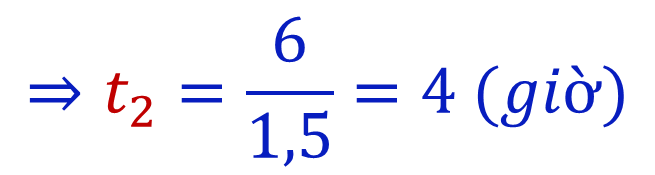 ⇒ t₂ = 6/1,5 = 4 (giờ)